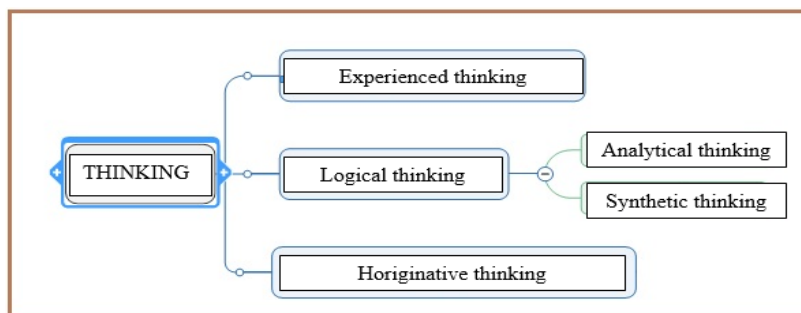 Experienced thinking
THINKING
Logical thinking
Analytical thinking
Synthetic thinking
Horiginative thinking